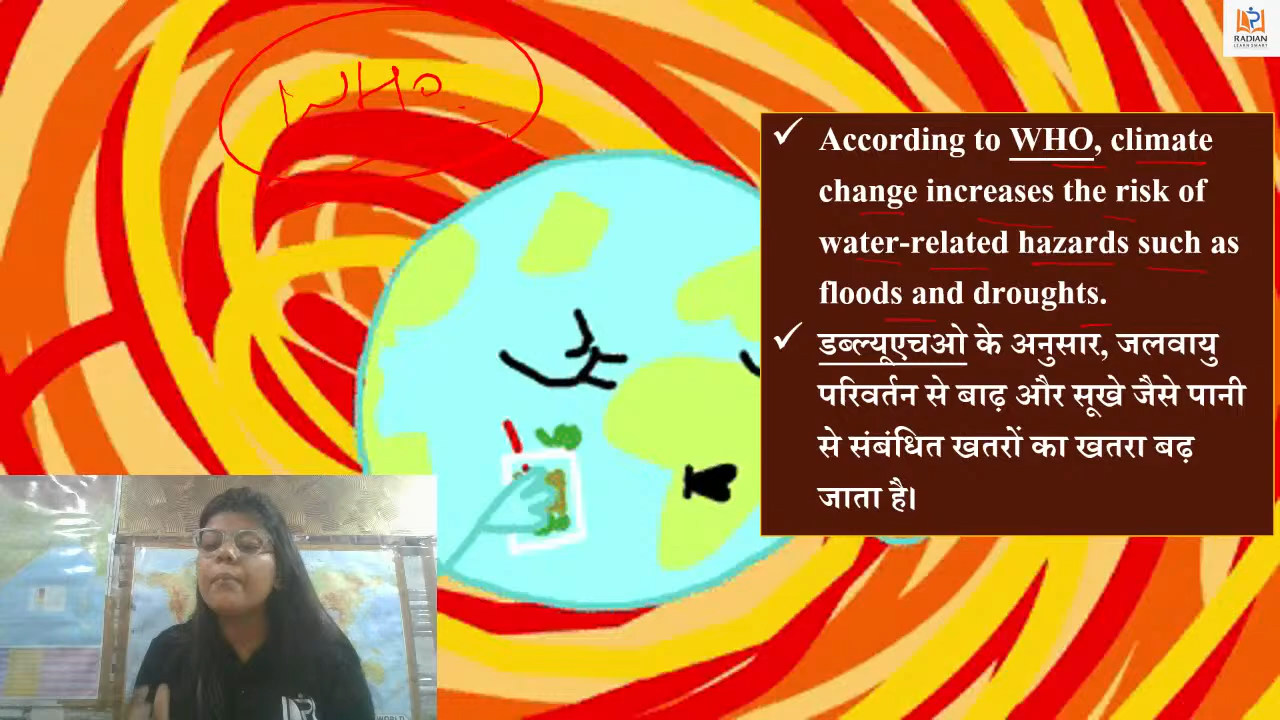 WHO.
RADIAN
LEARN SMART
✓ According to WHO, climate
change increases the risk of
water-related hazards such as
floods and droughts.
✓ डब्ल्यूएचओ के अनुसार, जलवायु
परिवर्तन से बाढ़ और सूखे जैसे पानी
से संबंधित खतरों का खतरा बढ़
जाता है।
WORLD